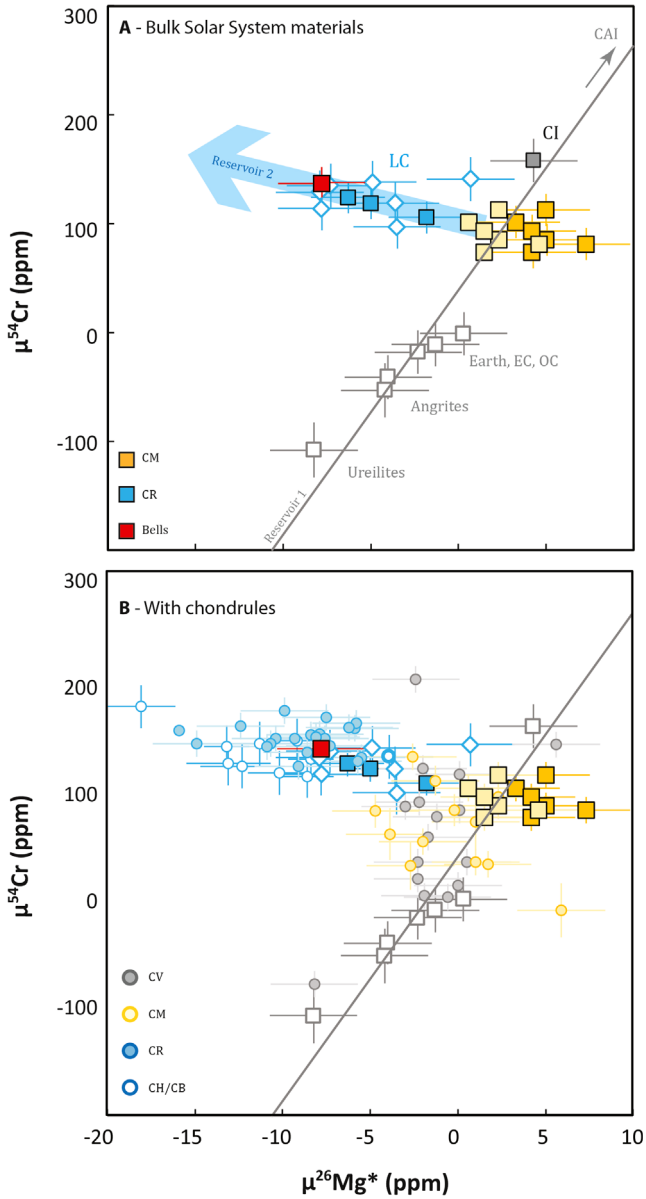 300
A - Bulk Solar System materials
CAI
200
CI
LC
Reservoir 2
100
μ⁵⁴Cr (ppm)
0
Earth, EC, OC
Angrites
-100
CM
Ureilites
CR
Reservoir 1
Bells
300
B - With chondrules
200
100
μ⁵⁴Cr (ppm)
0
CV
-100
CM
CR
CH/CB
-20 -15 -10 -5 0 5 10
μ²⁶Mg* (ppm)